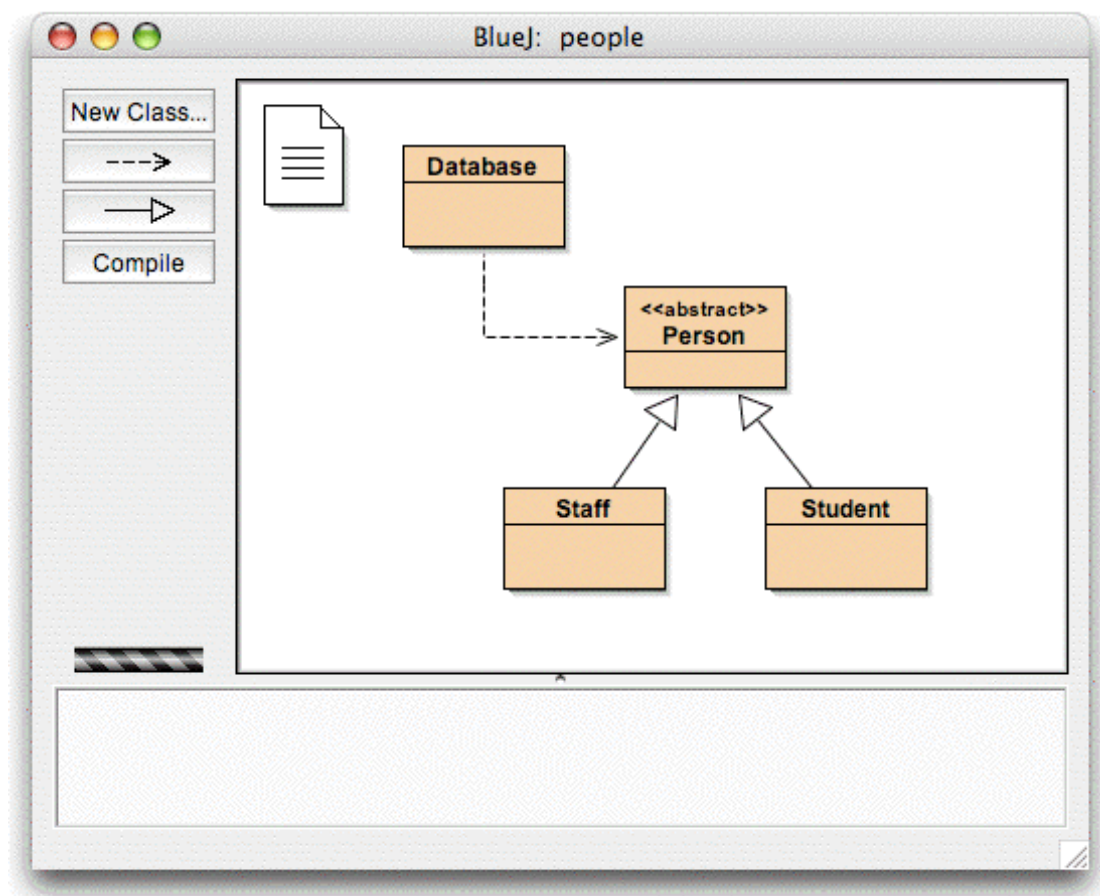 BlueJ: people
New Class...
Compile
Database
<<abstract>>
Person
Staff
Student